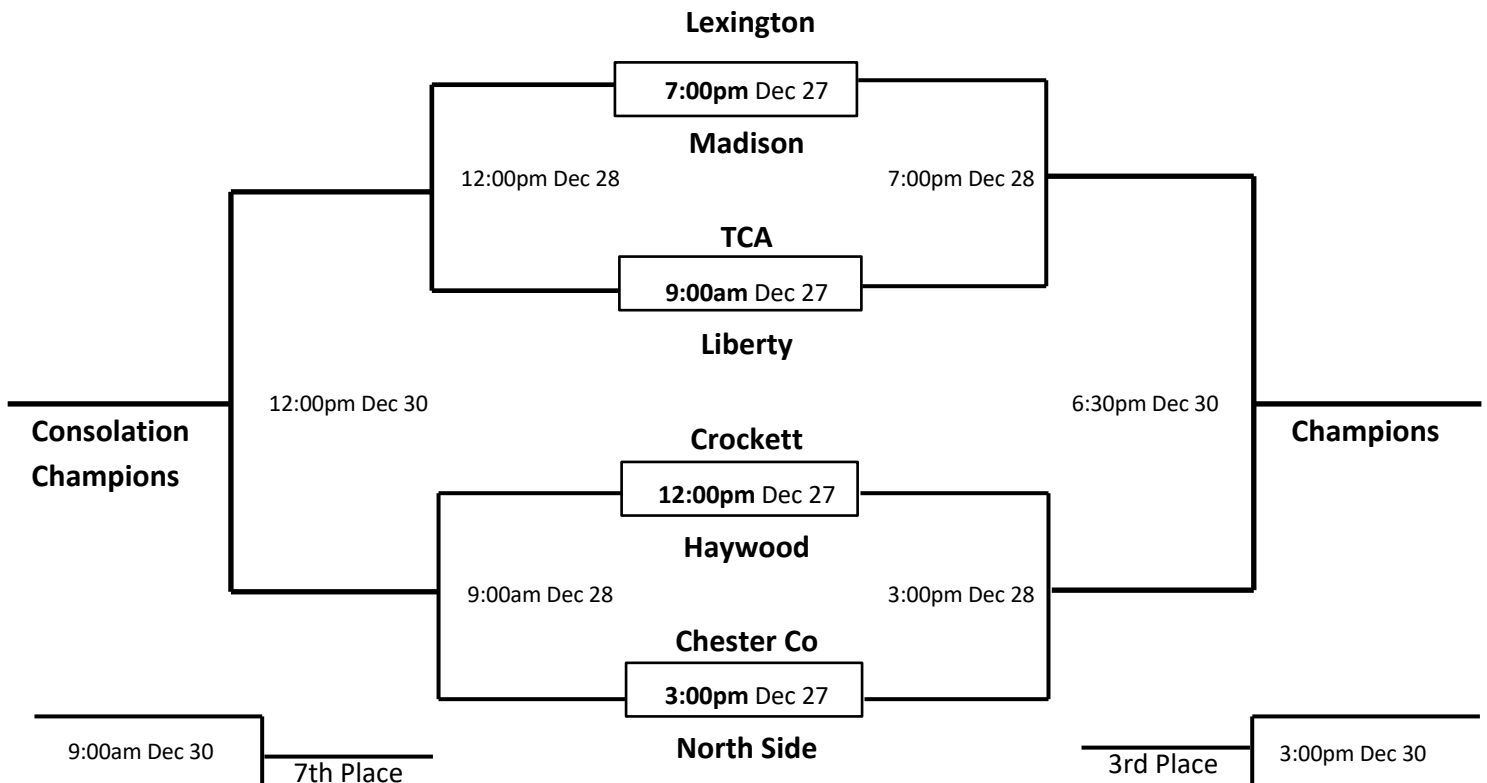 Lexington
7:00pm Dec 27
Madison
12:00pm Dec 28
7:00pm Dec 28
TCA
9:00am Dec 27
Liberty
12:00pm Dec 30
6:30pm Dec 30
Consolation
Champions
Champions
Crockett
12:00pm Dec 27
Haywood
9:00am Dec 28
3:00pm Dec 28
Chester Co
3:00pm Dec 27
North Side
9:00am Dec 30
7th Place
3rd Place
3:00pm Dec 30